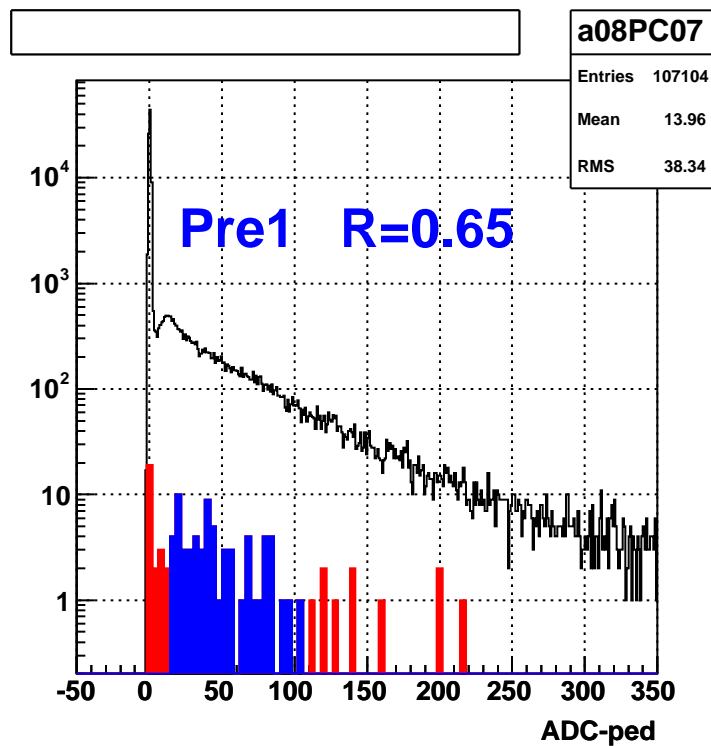 a08PC07
Entries 107104
Mean 13.96
RMS 38.34
Pre1 R=0.65
10^4
10^3
10^2
10
1
-50 0 50 100 150 200 250 300 350
ADC-ped